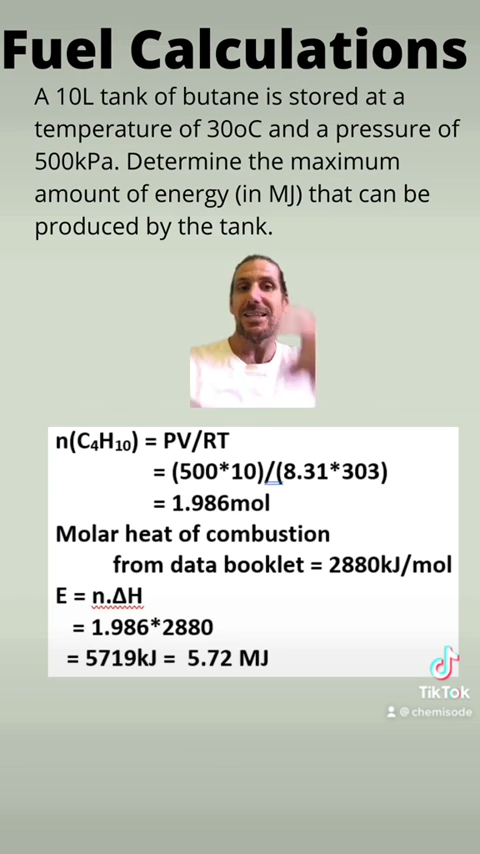 Fuel Calculations
A 10L tank of butane is stored at a
temperature of 30oC and a pressure of
500kPa. Determine the maximum
amount of energy (in MJ) that can be
produced by the tank.
n(C₄H₁₀) = PV/RT
= (500*10)/(8.31*303)
= 1.986mol
Molar heat of combustion
from data booklet = 2880kJ/mol
E = n.ΔH
= 1.986*2880
= 5719kJ = 5.72 MJ
TikTok
@chemisode